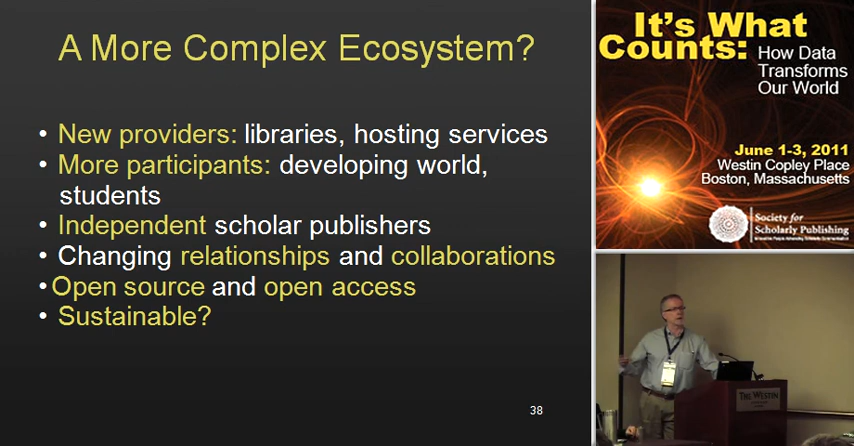 A More Complex Ecosystem?
• New providers: libraries, hosting services
• More participants: developing world,
students
• Independent scholar publishers
• Changing relationships and collaborations
• Open source and open access
• Sustainable?
38
It's What
Counts: How Data
Transforms
Our World
June 1-3, 2011
Westin Copley Place
Boston, Massachusetts
Society for
Scholarly Publishing
THE WESTIN